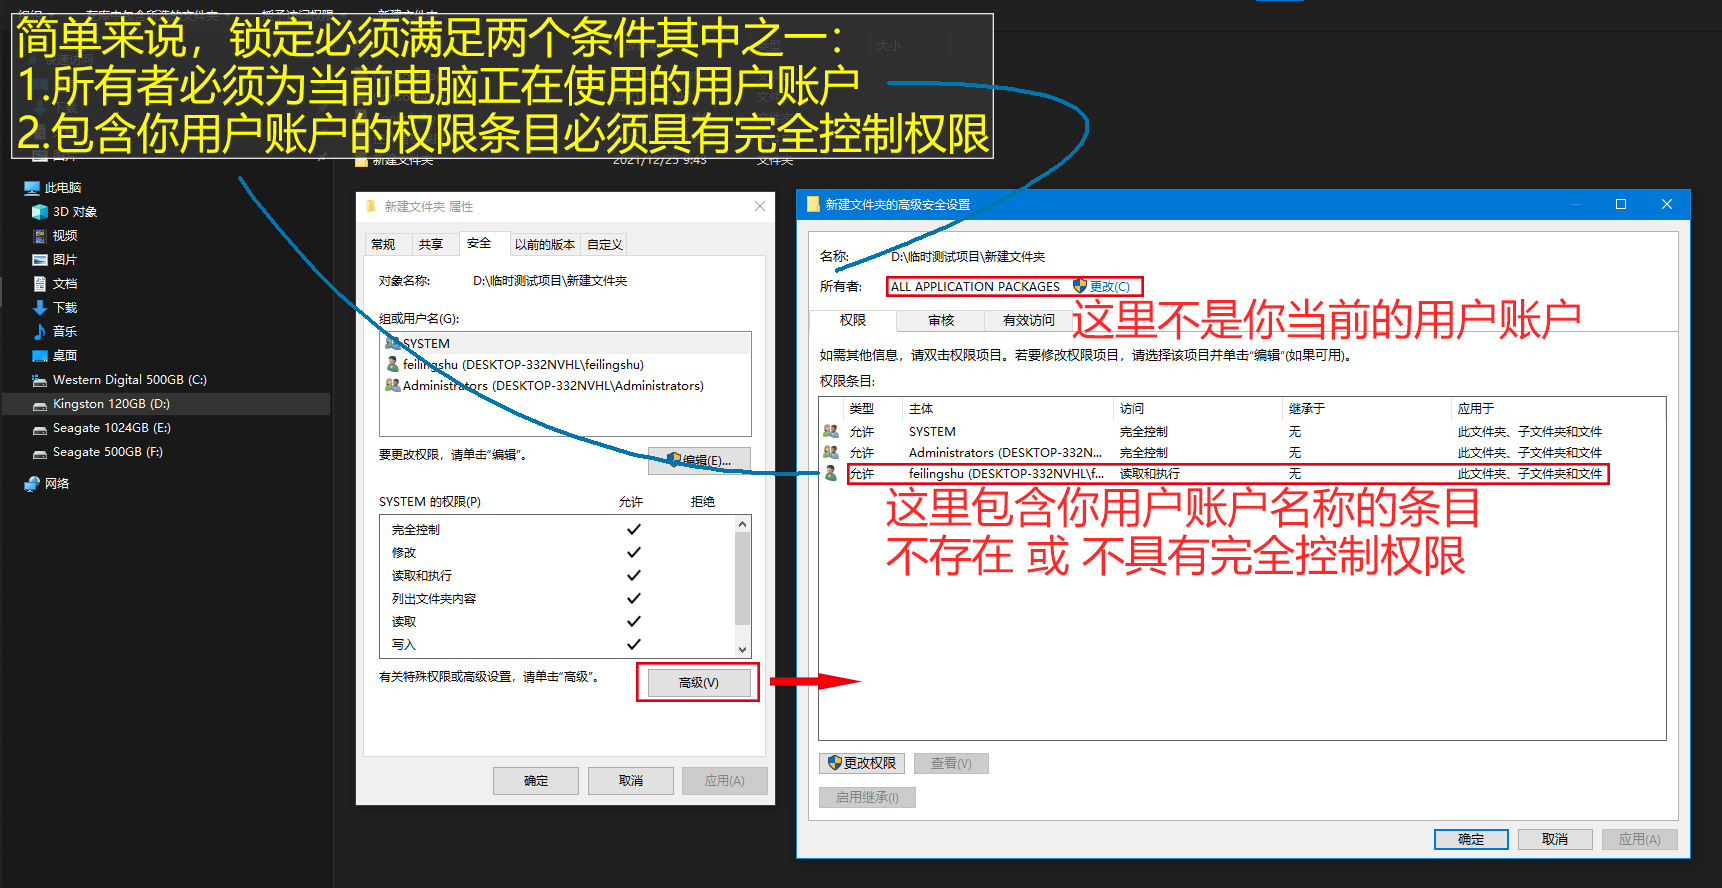 简单来说，锁定必须满足两个条件其中之一：
1.所有者必须为当前电脑正在使用的用户账户
2.包含你用户账户的权限条目必须具有完全控制权限
大小
新建文件夹
2021/12/25 9:43
文件夹
此电脑
3D 对象
视频
图片
文档
下载
音乐
桌面
Western Digital 500GB (C:)
Kingston 120GB (D:)
Seagate 1024GB (E:)
Seagate 500GB (F:)
网络
新建文件夹 属性
常规
共享
安全
以前的版本
自定义
对象名称:
D:\临时测试项目\新建文件夹
组或用户名(G):
SYSTEM
feilingshu (DESKTOP-332NVHL\feilingshu)
Administrators (DESKTOP-332NVHL\Administrators)
要更改权限，请单击"编辑"。
编辑(E)...
SYSTEM 的权限(P)
允许
拒绝
完全控制
修改
读取和执行
列出文件夹内容
读取
写入
有关特殊权限或高级设置，请单击"高级"。
高级(V)
确定
取消
应用(A)
新建文件夹的高级安全设置
名称:
D:\临时测试项目\新建文件夹
所有者:
ALL APPLICATION PACKAGES
更改(C)
这里不是你当前的用户账户
权限
审核
有效访问
如需其他信息，请双击权限项目。若要修改权限项目，请选择该项目并单击"编辑"(如果可用)。
权限条目:
类型
主体
访问
继承于
应用于
允许
SYSTEM
完全控制
无
此文件夹、子文件夹和文件
允许
Administrators (DESKTOP-332N...
完全控制
无
此文件夹、子文件夹和文件
允许
feilingshu (DESKTOP-332NVHL\f...
读取和执行
无
此文件夹、子文件夹和文件
这里包含你用户账户名称的条目
不存在 或 不具有完全控制权限
更改权限
查看(V)
启用继承(I)
确定
取消
应用(A)